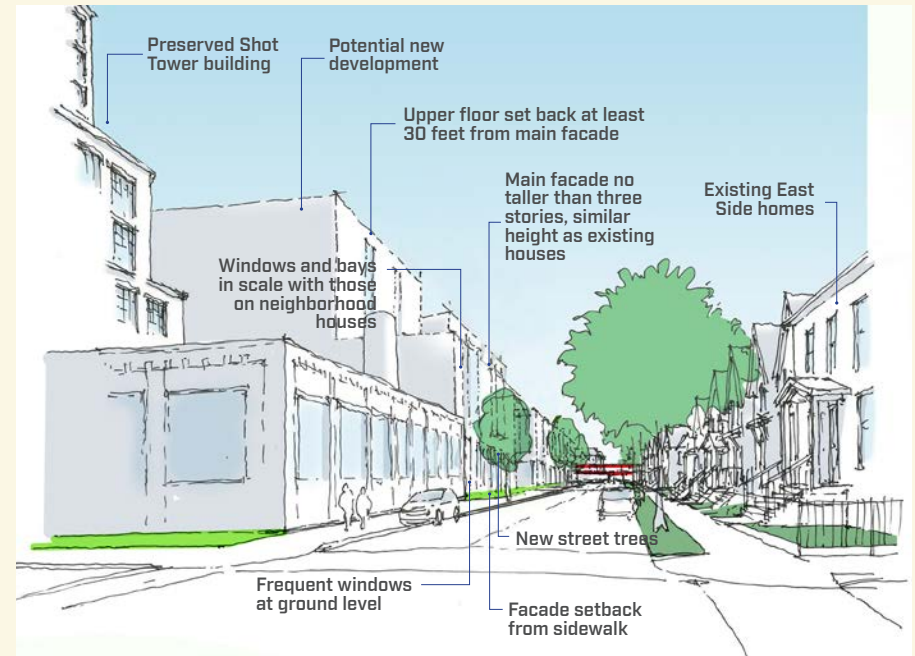 Preserved Shot
Tower building
Potential new
development
Upper floor set back at least
30 feet from main facade
Main facade no
taller than three
stories, similar
height as existing
houses
Existing East
Side homes
Windows and bays
in scale with those
on neighborhood
houses
New street trees
Frequent windows
at ground level
Facade setback
from sidewalk